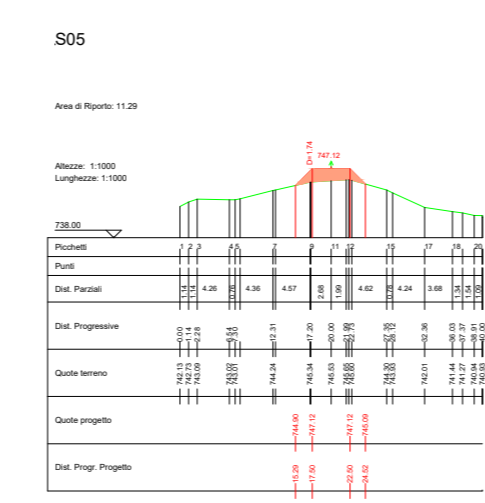 S05
Area di Riporto: 11.29
D=1.74
747.12
Altezze: 1:1000
Lunghezze: 1:1000
738.00
Picchetti 1 2 3 4 5 7 9 11 12 15 17 18 20
Punti
Dist. Parziali 1.14 1.14 4.26 0.76 4.36 4.57 2.68 1.99 4.62 0.78 4.24 3.68 1.34 1.54 1.09
Dist. Progressive 0.00 1.14 2.28 6.54 7.30 12.31 17.20 20.00 21.99 22.73 27.35 28.12 32.36 36.03 37.37 38.91 40.00
Quote terreno 742.13 742.73 743.09 743.02 743.01 744.24 745.34 745.53 745.60 744.30 743.93 742.01 741.44 741.27 740.94 740.93
Quote progetto 744.90 747.12 747.12 745.09
Dist. Progr. Progetto 15.29 17.50 22.50 24.52